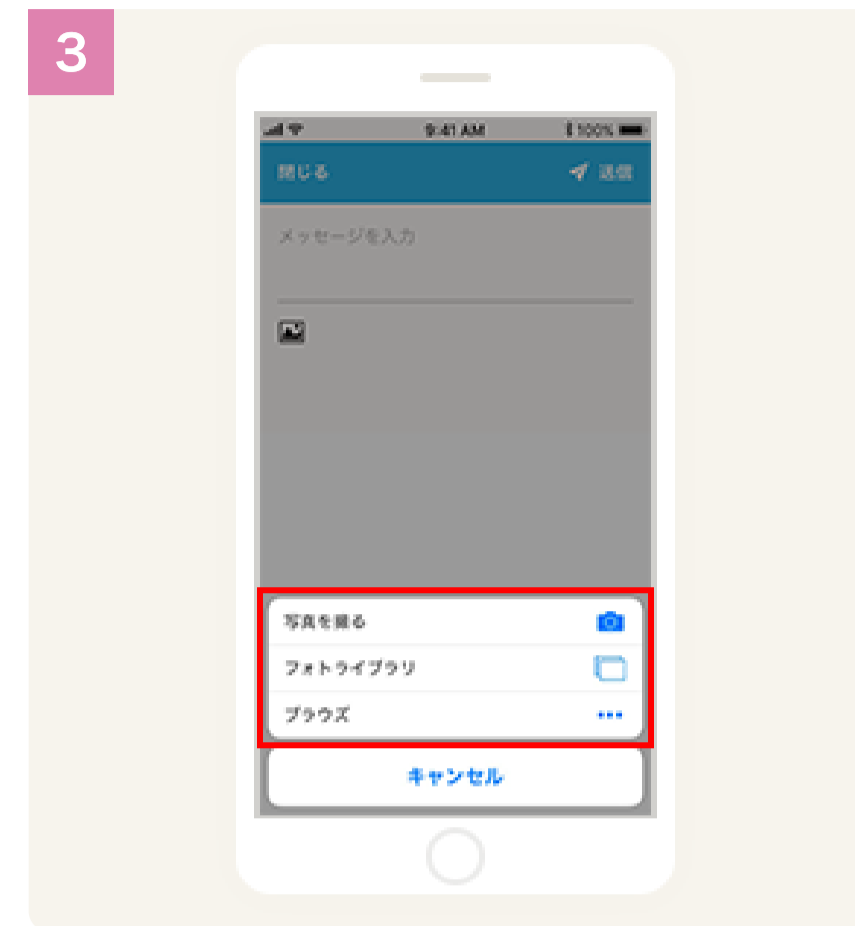 3
9:41 AM
100%
閉じる
送信
メッセージを入力
写真を撮る
フォトライブラリ
ブラウズ
キャンセル